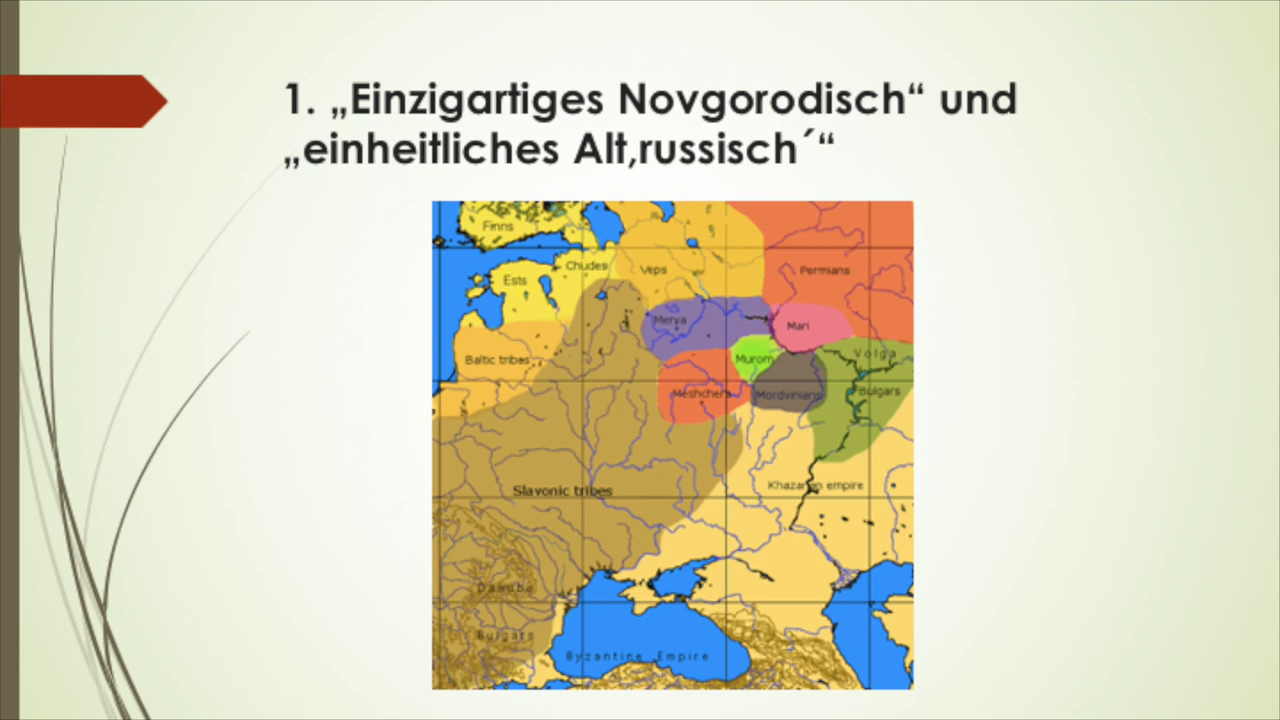 1. „Einzigartiges Novgorodisch“ und
„einheitliches Alt‚russisch´“
Finns
Chudes
Ests
Veps
Permians
Merya
Mari
Baltic tribes
Murom
Volga
Bulgars
Meshchera
Mordvinians
Khazarian empire
Slavonic tribes
Danube
Bulgars
Byzantine Empire